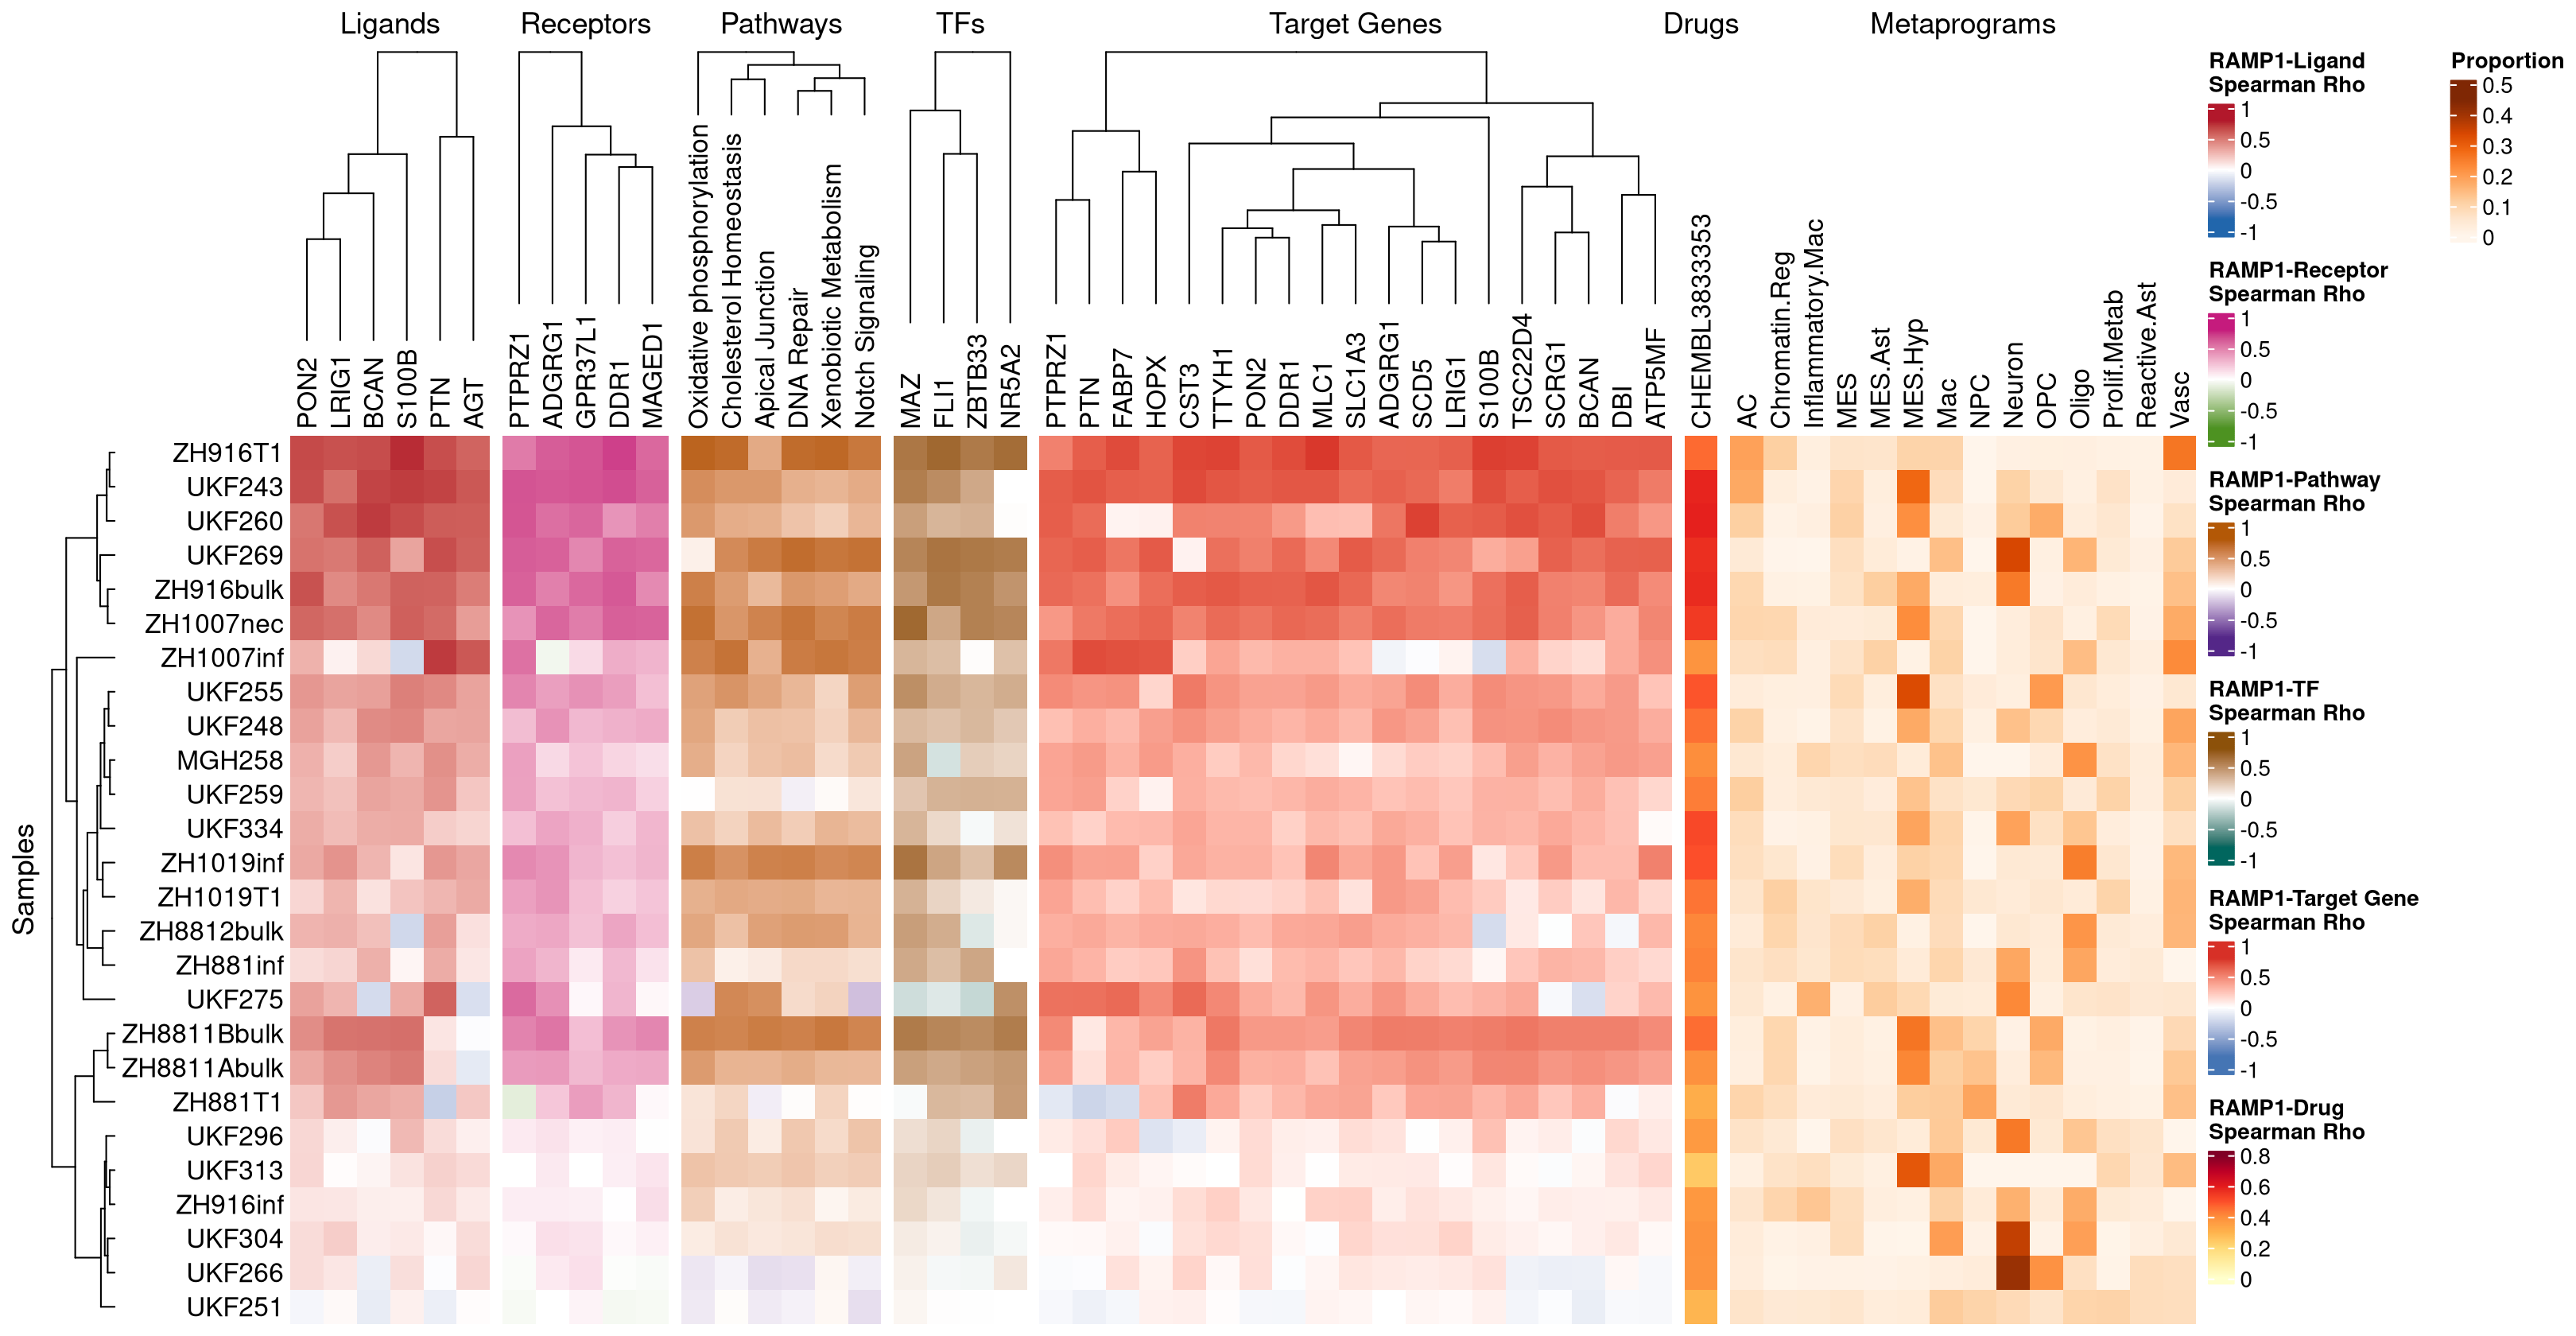 Ligands
Receptors
Pathways
TFs
Target Genes
Drugs
Metaprograms
PON2
LRIG1
BCAN
S100B
PTN
AGT
PTPRZ1
ADGRG1
GPR37L1
DDR1
MAGED1
Oxidative phosphorylation
Cholesterol Homeostasis
Apical Junction
DNA Repair
Xenobiotic Metabolism
Notch Signaling
MAZ
FLI1
ZBTB33
NR5A2
PTPRZ1
PTN
FABP7
HOPX
CST3
TTYH1
PON2
DDR1
MLC1
SLC1A3
ADGRG1
SCD5
LRIG1
S100B
TSC22D4
SCRG1
BCAN
DBI
ATP5MF
CHEMBL3833353
AC
Chromatin.Reg
Inflammatory.Mac
MES
MES.Ast
MES.Hyp
Mac
NPC
Neuron
OPC
Oligo
Prolif.Metab
Reactive.Ast
Vasc
Samples
ZH916T1
UKF243
UKF260
UKF269
ZH916bulk
ZH1007nec
ZH1007inf
UKF255
UKF248
MGH258
UKF259
UKF334
ZH1019inf
ZH1019T1
ZH8812bulk
ZH881inf
UKF275
ZH8811Bbulk
ZH8811Abulk
ZH881T1
UKF296
UKF313
ZH916inf
UKF304
UKF266
UKF251
RAMP1-Ligand
Spearman Rho
1
0.5
0
-0.5
-1
RAMP1-Receptor
Spearman Rho
1
0.5
0
-0.5
-1
RAMP1-Pathway
Spearman Rho
1
0.5
0
-0.5
-1
RAMP1-TF
Spearman Rho
1
0.5
0
-0.5
-1
RAMP1-Target Gene
Spearman Rho
1
0.5
0
-0.5
-1
RAMP1-Drug
Spearman Rho
0.8
0.6
0.4
0.2
0
Proportion
0.5
0.4
0.3
0.2
0.1
0